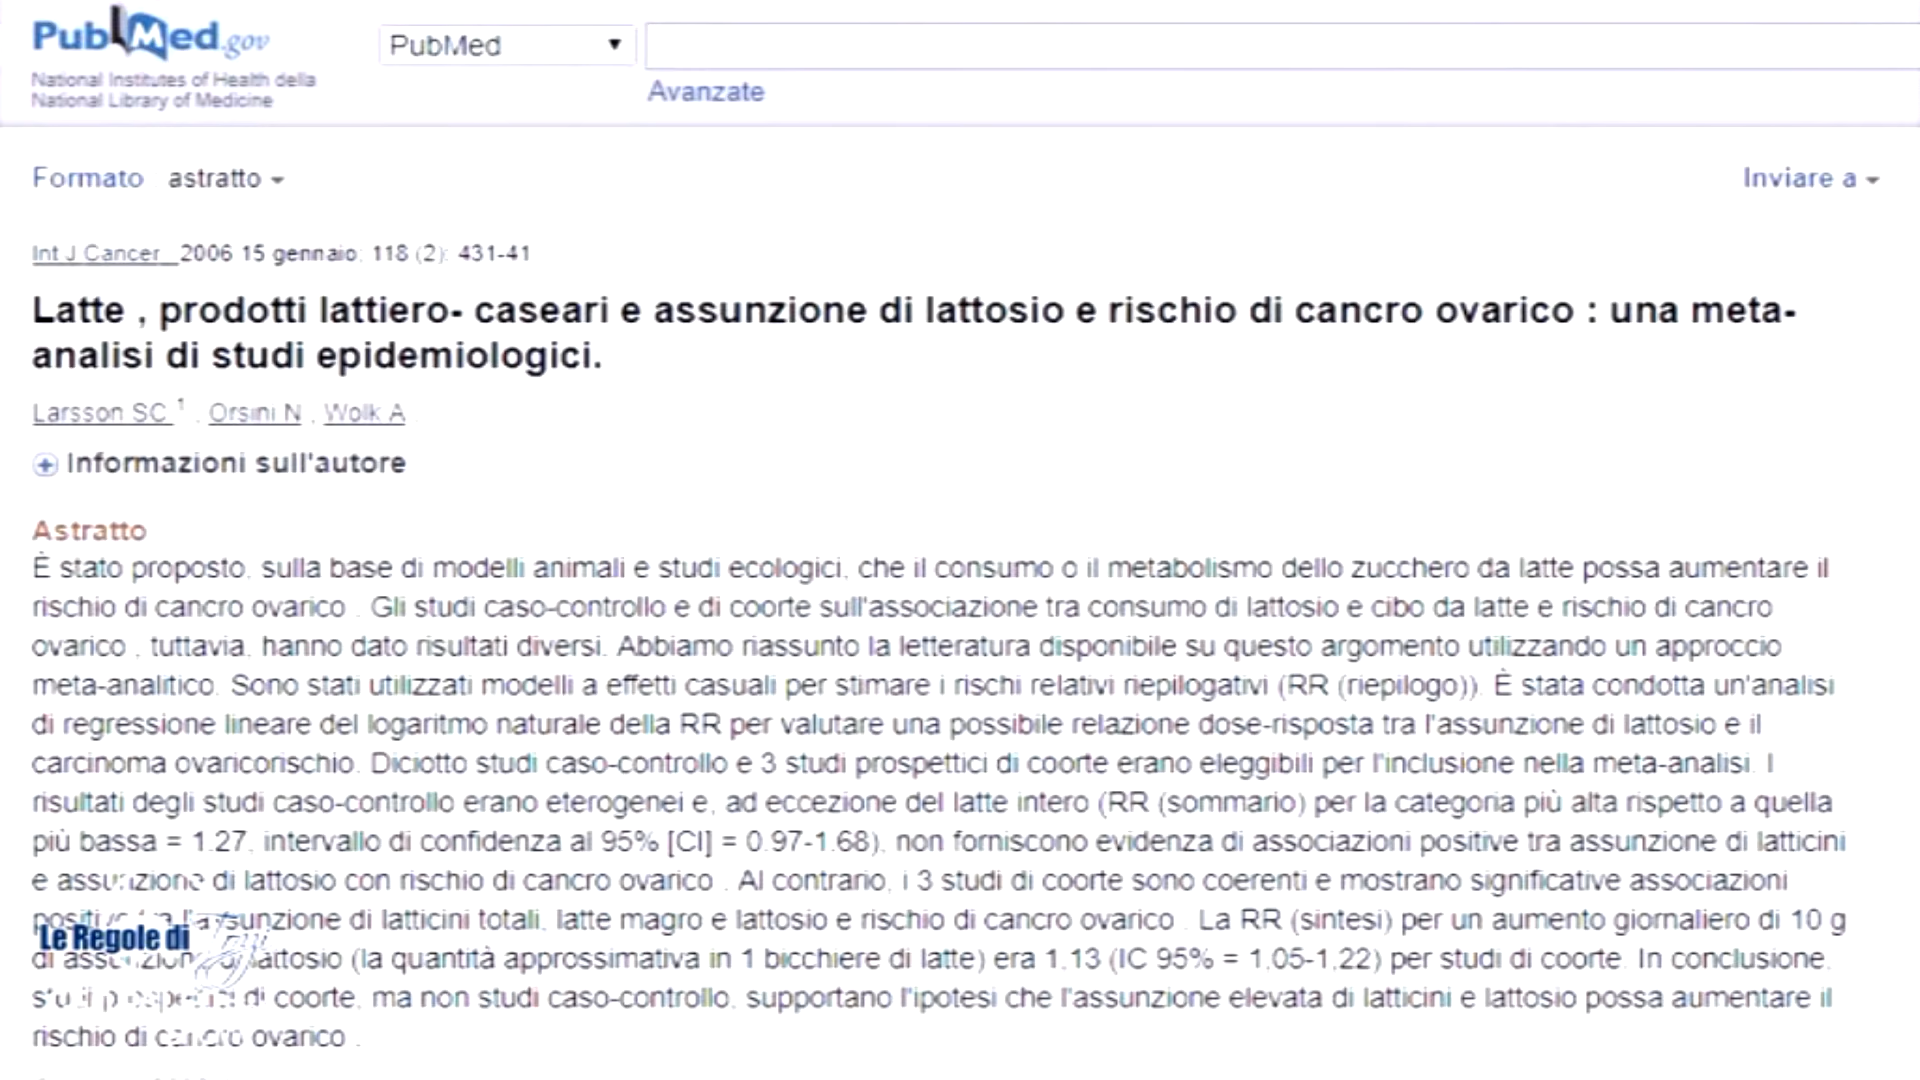 PubMed.gov
National Institutes of Health della
National Library of Medicine
PubMed
Avanzate
Formato astratto
Inviare a
Int J Cancer 2006 15 gennaio; 118 (2): 431-41
Latte , prodotti lattiero- caseari e assunzione di lattosio e rischio di cancro ovarico : una meta-
analisi di studi epidemiologici.
Larsson SC 1 , Orsini N , Wolk A
Informazioni sull'autore
Astratto
È stato proposto, sulla base di modelli animali e studi ecologici, che il consumo o il metabolismo dello zucchero da latte possa aumentare il
rischio di cancro ovarico . Gli studi caso-controllo e di coorte sull'associazione tra consumo di lattosio e cibo da latte e rischio di cancro
ovarico , tuttavia, hanno dato risultati diversi. Abbiamo riassunto la letteratura disponibile su questo argomento utilizzando un approccio
meta-analitico. Sono stati utilizzati modelli a effetti casuali per stimare i rischi relativi riepilogativi (RR (riepilogo)). È stata condotta un'analisi
di regressione lineare del logaritmo naturale della RR per valutare una possibile relazione dose-risposta tra l'assunzione di lattosio e il
carcinoma ovaricorischio. Diciotto studi caso-controllo e 3 studi prospettici di coorte erano eleggibili per l'inclusione nella meta-analisi. I
risultati degli studi caso-controllo erano eterogenei e, ad eccezione del latte intero (RR (sommario) per la categoria più alta rispetto a quella
più bassa = 1.27, intervallo di confidenza al 95% [CI] = 0.97-1.68), non forniscono evidenza di associazioni positive tra assunzione di latticini
e assunzione di lattosio con rischio di cancro ovarico . Al contrario, i 3 studi di coorte sono coerenti e mostrano significative associazioni
l'assunzione di latticini totali, latte magro e lattosio e rischio di cancro ovarico . La RR (sintesi) per un aumento giornaliero di 10 g
Le Regole di
di assunzione di lattosio (la quantità approssimativa in 1 bicchiere di latte) era 1,13 (IC 95% = 1,05-1,22) per studi di coorte. In conclusione,
di coorte, ma non studi caso-controllo, supportano l'ipotesi che l'assunzione elevata di latticini e lattosio possa aumentare il
rischio di cancro ovarico .